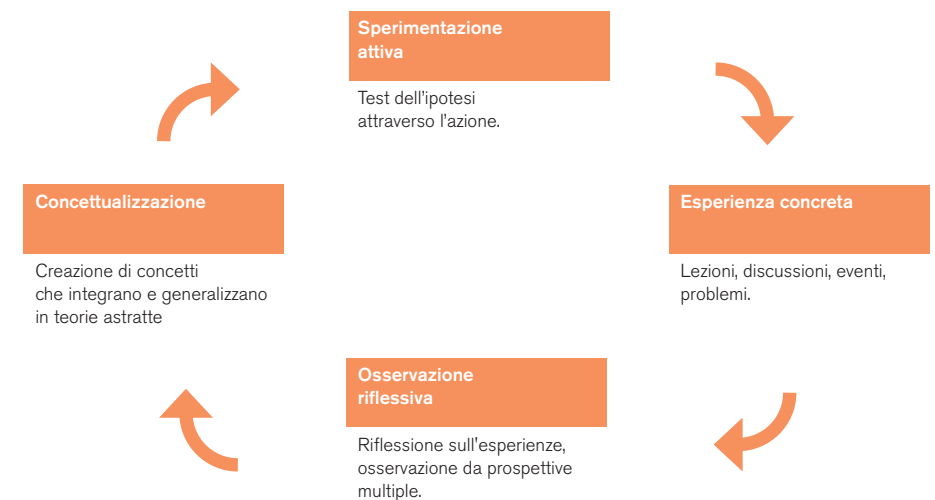 Sperimentazione
attiva
Test dell'ipotesi
attraverso l'azione.
Concettualizzazione
Creazione di concetti
che integrano e generalizzano
in teorie astratte
Esperienza concreta
Lezioni, discussioni, eventi,
problemi.
Osservazione
riflessiva
Riflessione sull'esperienze,
osservazione da prospettive
multiple.